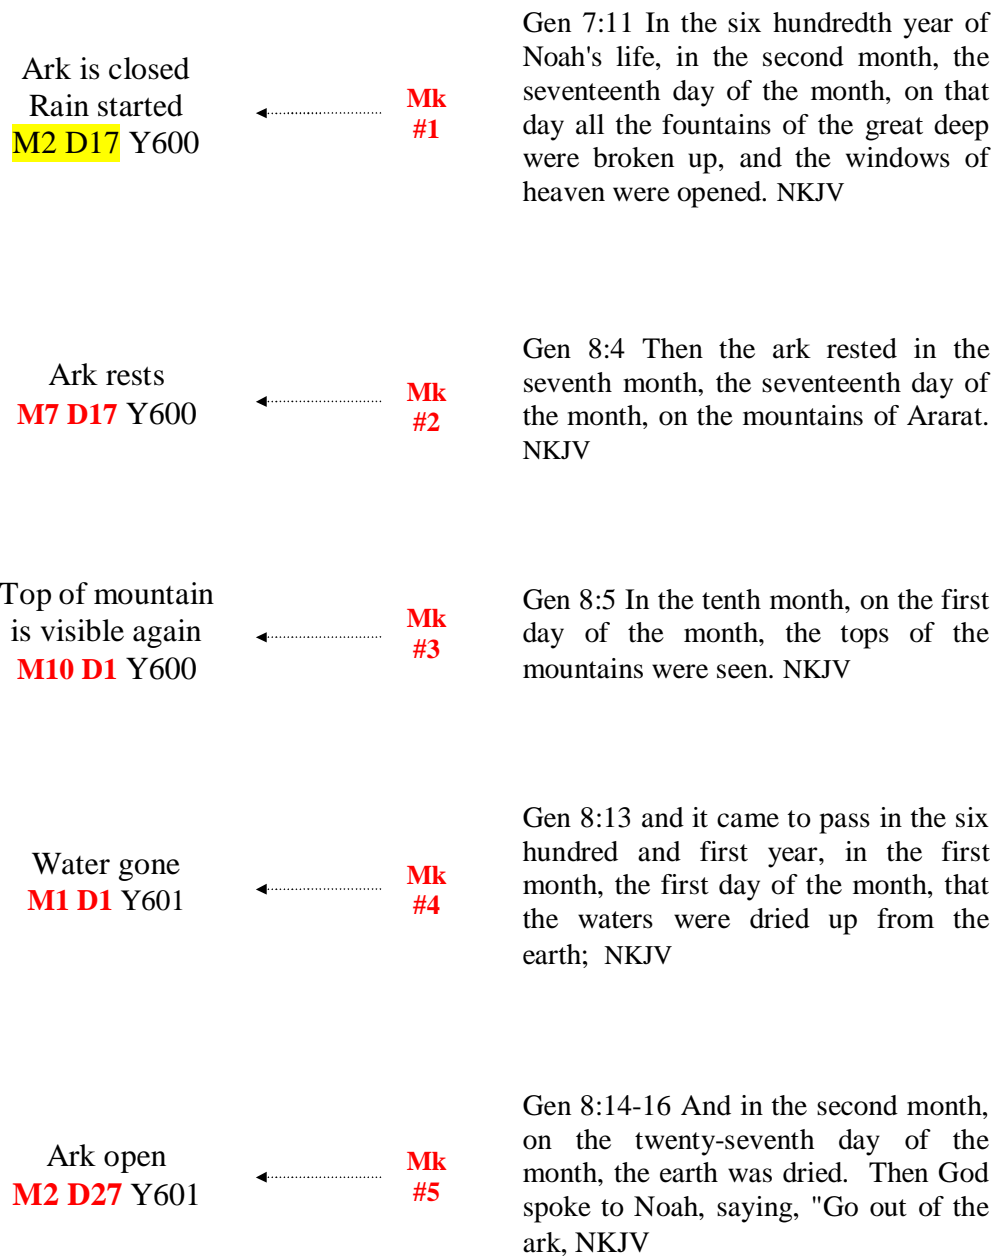 Gen 7:11 In the six hundredth year of
Noah's life, in the second month, the
seventeenth day of the month, on that
day all the fountains of the great deep
were broken up, and the windows of
heaven were opened. NKJV
Ark is closed
Rain started
M2 D17 Y600
Mk
#1
Gen 8:4 Then the ark rested in the
seventh month, the seventeenth day of
the month, on the mountains of Ararat.
NKJV
Ark rests
M7 D17 Y600
Mk
#2
Gen 8:5 In the tenth month, on the first
day of the month, the tops of the
mountains were seen. NKJV
Top of mountain
is visible again
M10 D1 Y600
Mk
#3
Gen 8:13 and it came to pass in the six
hundred and first year, in the first
month, the first day of the month, that
the waters were dried up from the
earth; NKJV
Water gone
M1 D1 Y601
Mk
#4
Gen 8:14-16 And in the second month,
on the twenty-seventh day of the
month, the earth was dried. Then God
spoke to Noah, saying, "Go out of the
ark, NKJV
Ark open
M2 D27 Y601
Mk
#5